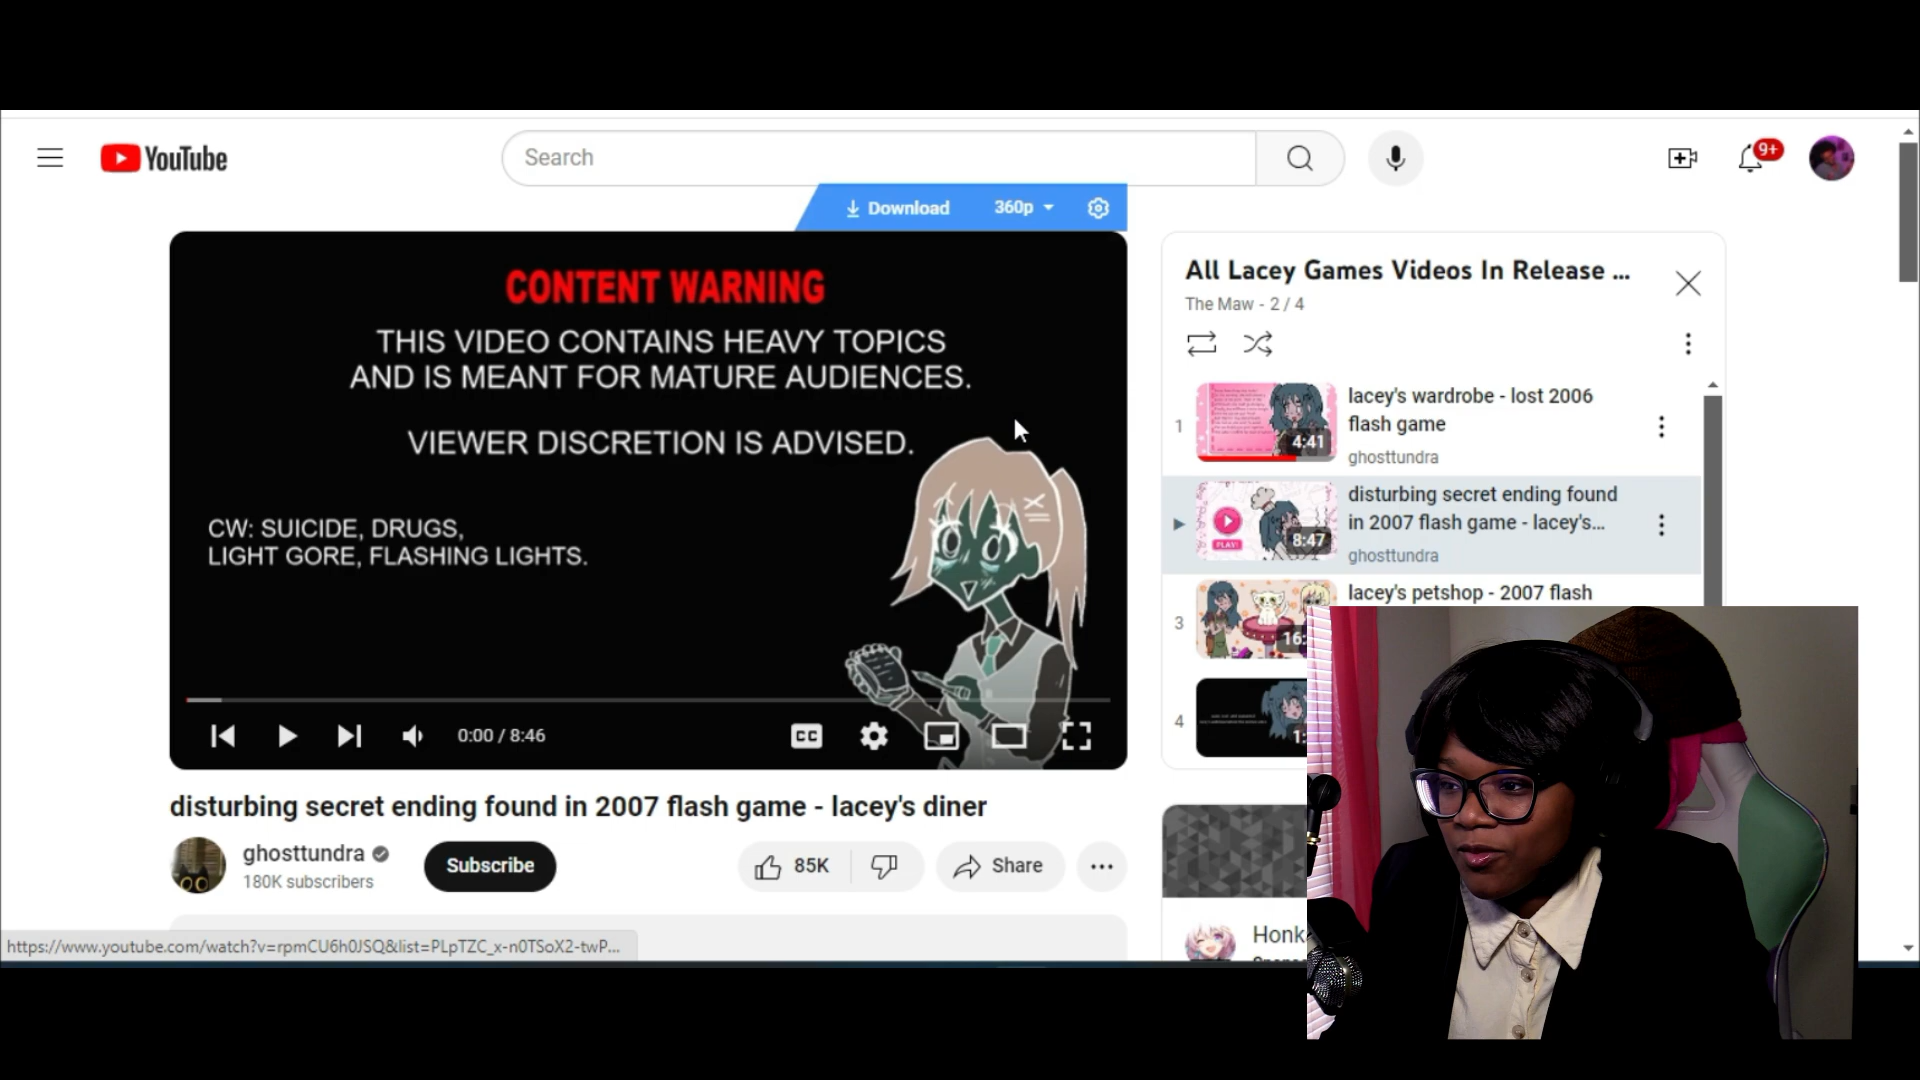 YouTube
Search
9+
Download
360p
CONTENT WARNING
THIS VIDEO CONTAINS HEAVY TOPICS
AND IS MEANT FOR MATURE AUDIENCES.
VIEWER DISCRETION IS ADVISED.
CW: SUICIDE, DRUGS,
LIGHT GORE, FLASHING LIGHTS.
CC
0:00 / 8:46
disturbing secret ending found in 2007 flash game - lacey's diner
ghosttundra
180K subscribers
Subscribe
85K
Share
https://www.youtube.com/watch?v=rpmCU6h0JSQ&list=PLpTZC_x-n0TSoX2-twP...
All Lacey Games Videos In Release ...
The Maw - 2 / 4
1
4:41
lacey's wardrobe - lost 2006
flash game
ghosttundra
PLAY!
8:47
disturbing secret ending found
in 2007 flash game - lacey's...
ghosttundra
3
16:
lacey's petshop - 2007 flash
4
1:
Honk